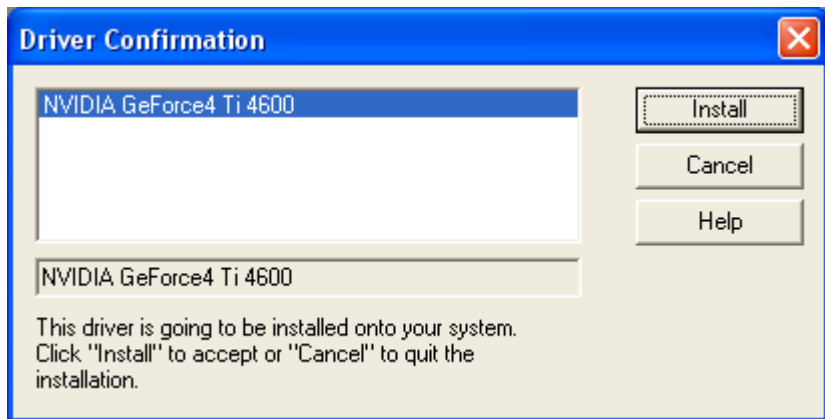 Driver Confirmation
NVIDIA GeForce4 Ti 4600
Install
Cancel
Help
NVIDIA GeForce4 Ti 4600
This driver is going to be installed onto your system.
Click "Install" to accept or "Cancel" to quit the
installation.